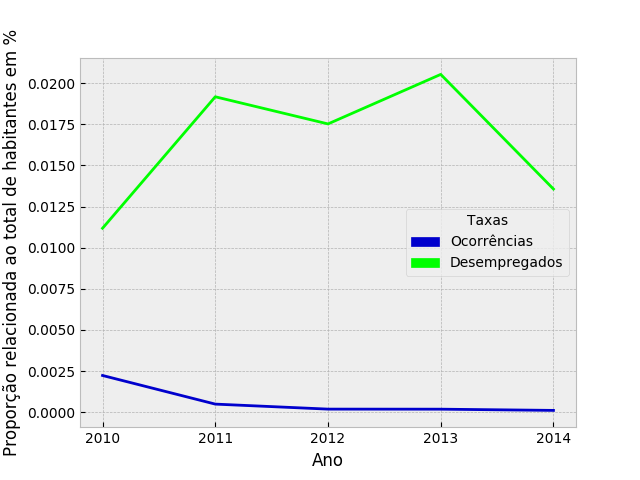 Proporção relacionada ao total de habitantes em %
0.0200
0.0175
0.0150
0.0125
0.0100
0.0075
0.0050
0.0025
0.0000
Taxas
Ocorrências
Desempregados
2010 2011 2012 2013 2014
Ano